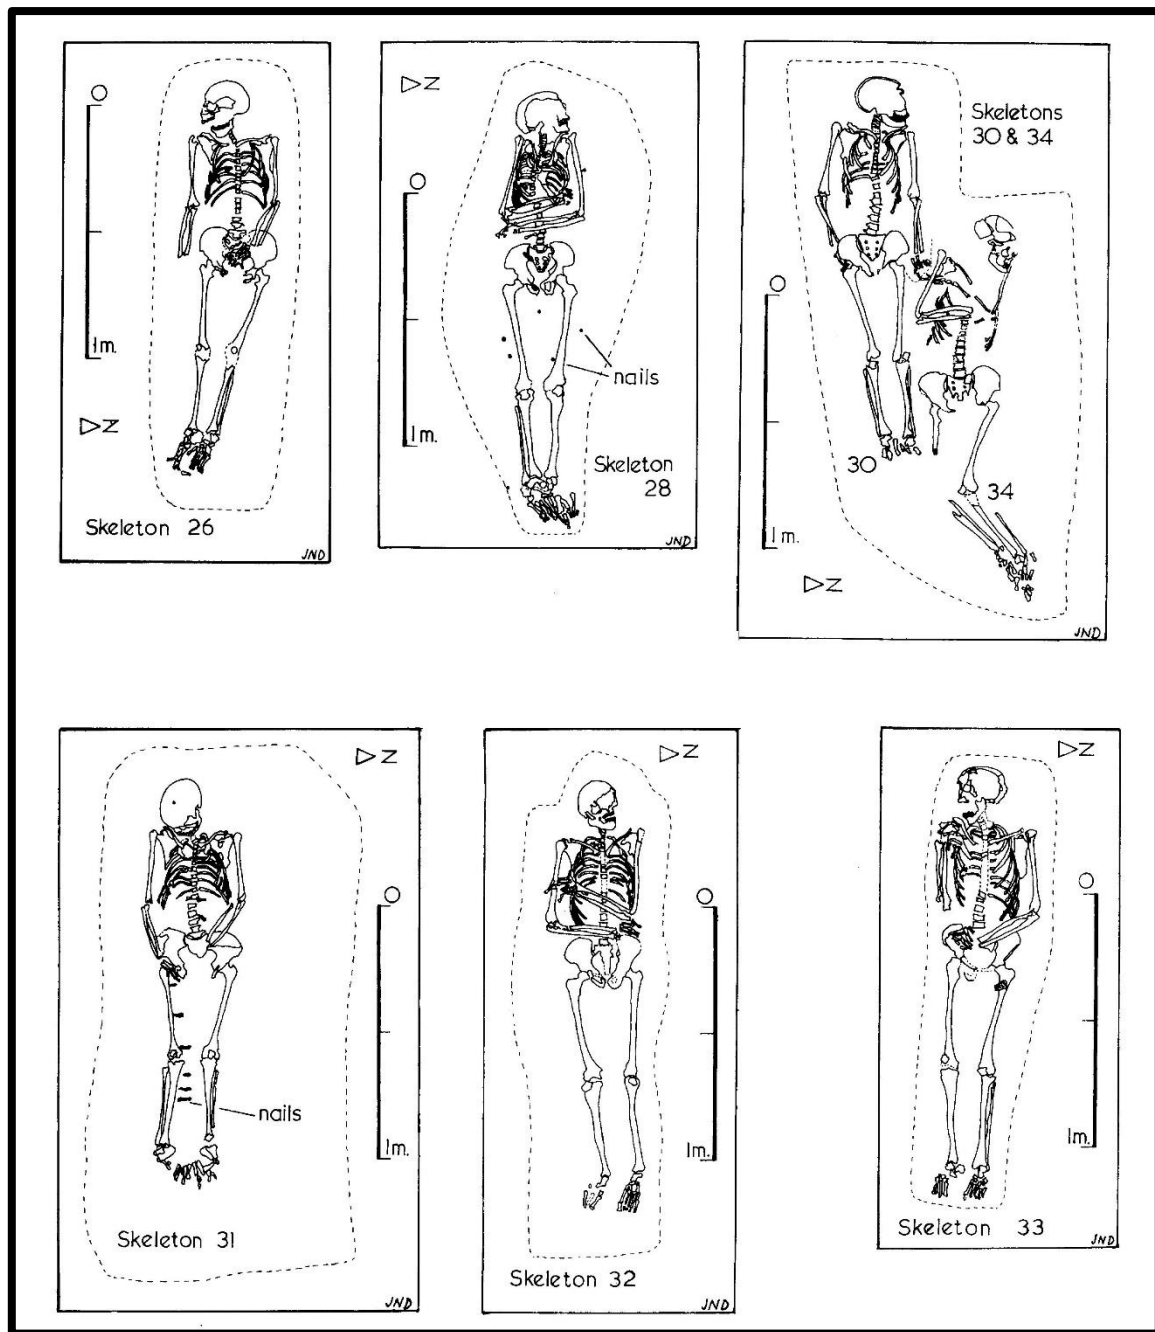 O
1m.
▷Z
Skeleton 26
JND
▷Z
O
1m.
nails
Skeleton
28
JND
Skeletons
30 & 34
O
1m.
30
34
▷Z
JND
▷Z
O
1m.
nails
Skeleton 31
JND
▷Z
O
1m.
Skeleton 32
JND
▷Z
O
1m.
Skeleton 33
JND